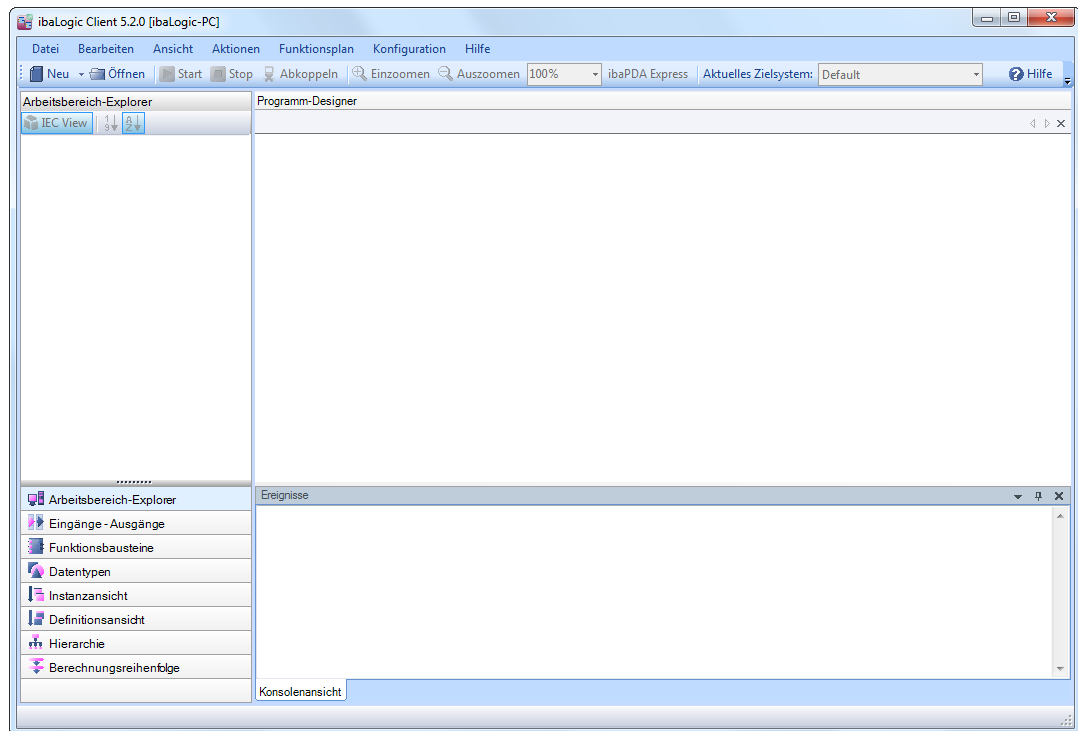 ibaLogic Client 5.2.0 [ibaLogic-PC]
Datei Bearbeiten Ansicht Aktionen Funktionsplan Konfiguration Hilfe
Neu Öffnen Start Stop Abkoppeln Einzoomen Auszoomen 100% ibaPDA Express Aktuelles Zielsystem: Default Hilfe
Arbeitsbereich-Explorer
Programm-Designer
IEC View
Arbeitsbereich-Explorer
Eingänge - Ausgänge
Funktionsbausteine
Datentypen
Instanzansicht
Definitionsansicht
Hierarchie
Berechnungsreihenfolge
Ereignisse
Konsolenansicht